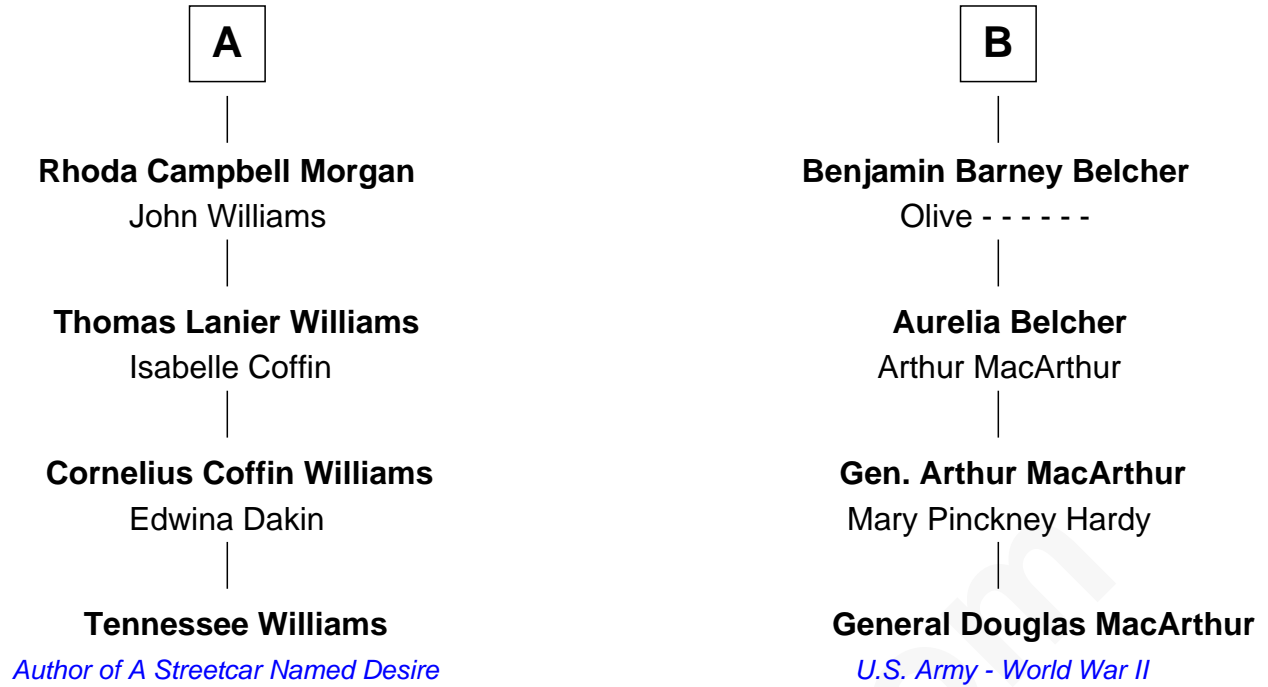 A
Rhoda Campbell Morgan
John Williams
Thomas Lanier Williams
Isabelle Coffin
Cornelius Coffin Williams
Edwina Dakin
Tennessee Williams
Author of A Streetcar Named Desire
B
Benjamin Barney Belcher
Olive - - - - - -
Aurelia Belcher
Arthur MacArthur
Gen. Arthur MacArthur
Mary Pinckney Hardy
General Douglas MacArthur
U.S. Army - World War II